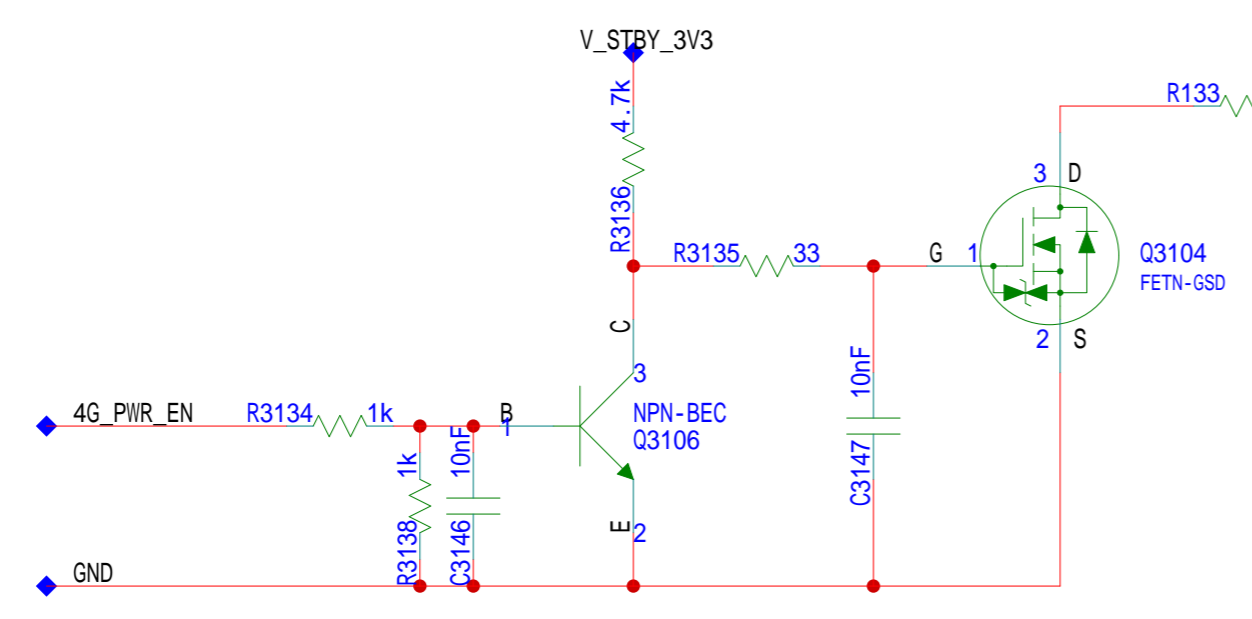 V_STBY_3V3
4.7k
R3136
R133
3
D
R3135
33
G
1
Q3104
FETN-GSD
2
S
C
3
10nF
C3147
4G_PWR_EN
R3134
1k
B
1
NPN-BEC
Q3106
1k
10nF
R3138
C3146
E
2
GND